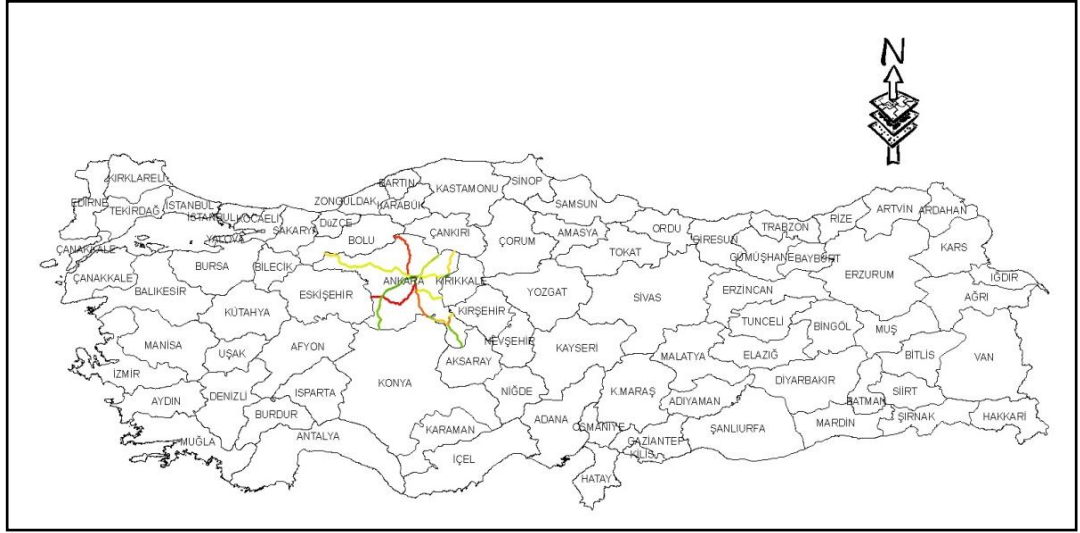 N
KIRKLARELİ
EDİRNE
TEKİRDAĞ
İSTANBUL
İSTANBUL
KOCAELİ
YALOVA
SAKARYA
DÜZCE
ZONGULDAK
BARTIN
KARABÜK
KASTAMONU
SİNOP
SAMSUN
BOLU
ÇANKIRI
ÇORUM
AMASYA
TOKAT
ORDU
GİRESUN
TRABZON
RİZE
ARTVİN
ARDAHAN
KARS
GÜMÜŞHANE
BAYBURT
ERZURUM
IĞDIR
AĞRI
ÇANAKKALE
ÇANAKKALE
BALIKESİR
BURSA
BİLECİK
ESKİŞEHİR
ANKARA
KIRIKKALE
YOZGAT
SİVAS
ERZİNCAN
KÜTAHYA
KIRŞEHİR
TUNCELİ
BİNGÖL
MUŞ
MANİSA
UŞAK
AFYON
NEVŞEHİR
KAYSERİ
MALATYA
ELAZIĞ
BİTLİS
VAN
İZMİR
AKSARAY
KONYA
AYDIN
DENİZLİ
ISPARTA
NİĞDE
K.MARAŞ
ADIYAMAN
DİYARBAKIR
BATMAN
SİİRT
ŞIRNAK
HAKKARİ
BURDUR
ADANA
OSMANİYE
GAZİANTEP
ŞANLIURFA
MARDİN
MUĞLA
ANTALYA
KARAMAN
İÇEL
KİLİS
HATAY